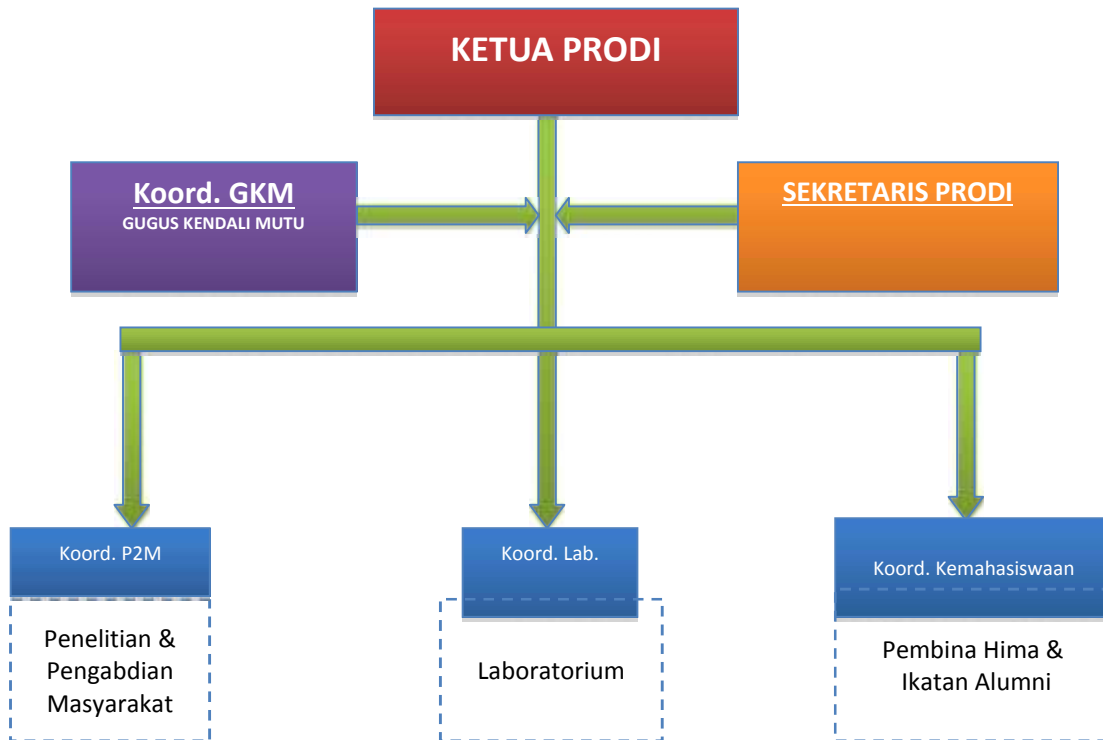 KETUA PRODI
Koord. GKM
GUGUS KENDALI MUTU
SEKRETARIS PRODI
Koord. P2M
Koord. Lab.
Koord. Kemahasiswaan
Penelitian &
Pengabdian
Masyarakat
Laboratorium
Pembina Hima &
Ikatan Alumni